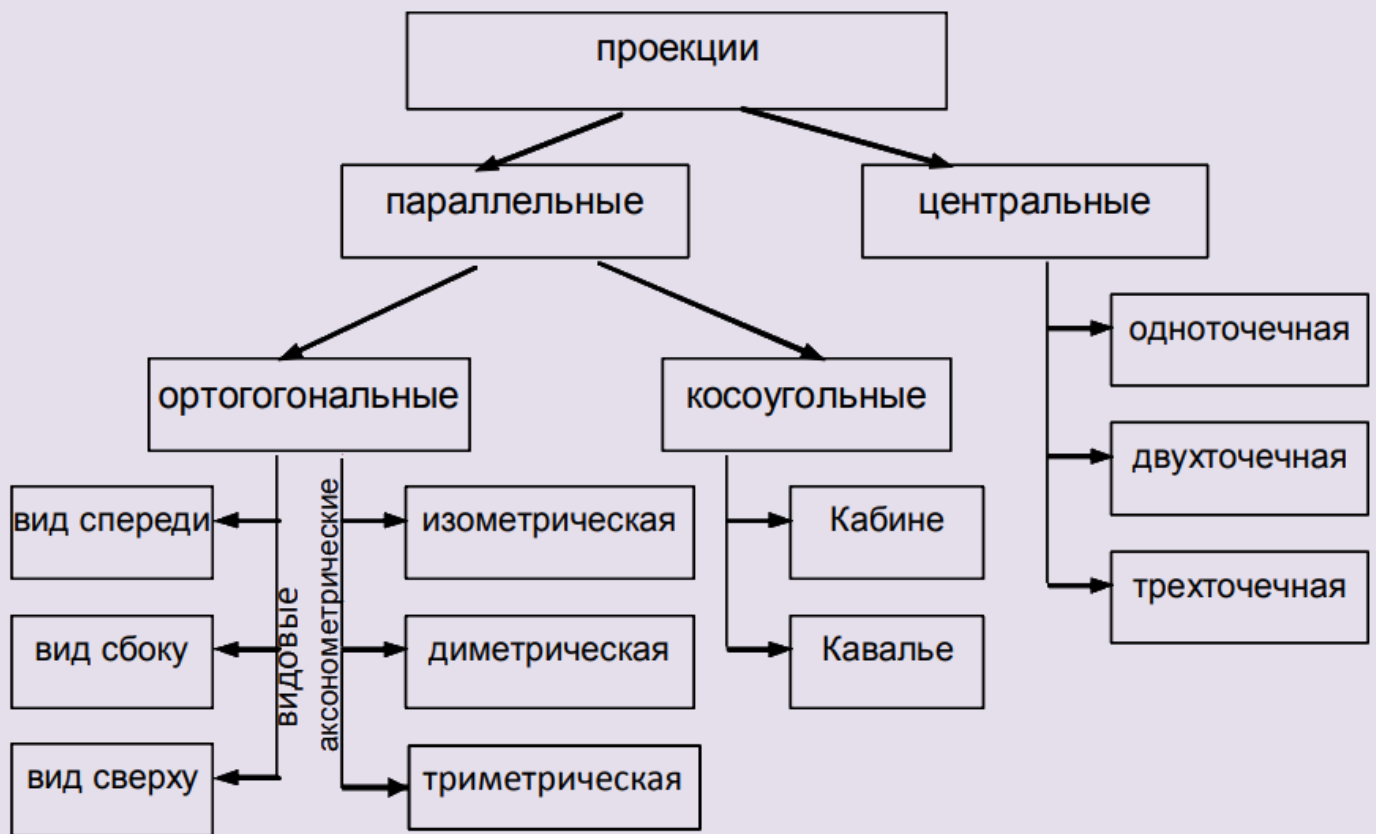 проекции
параллельные
центральные
одноточечная
ортогогональные
косоугольные
двухточечная
вид спереди
аксонометрические
изометрическая
Кабине
трехточечная
видовые
вид сбоку
диметрическая
Кавалье
вид сверху
триметрическая